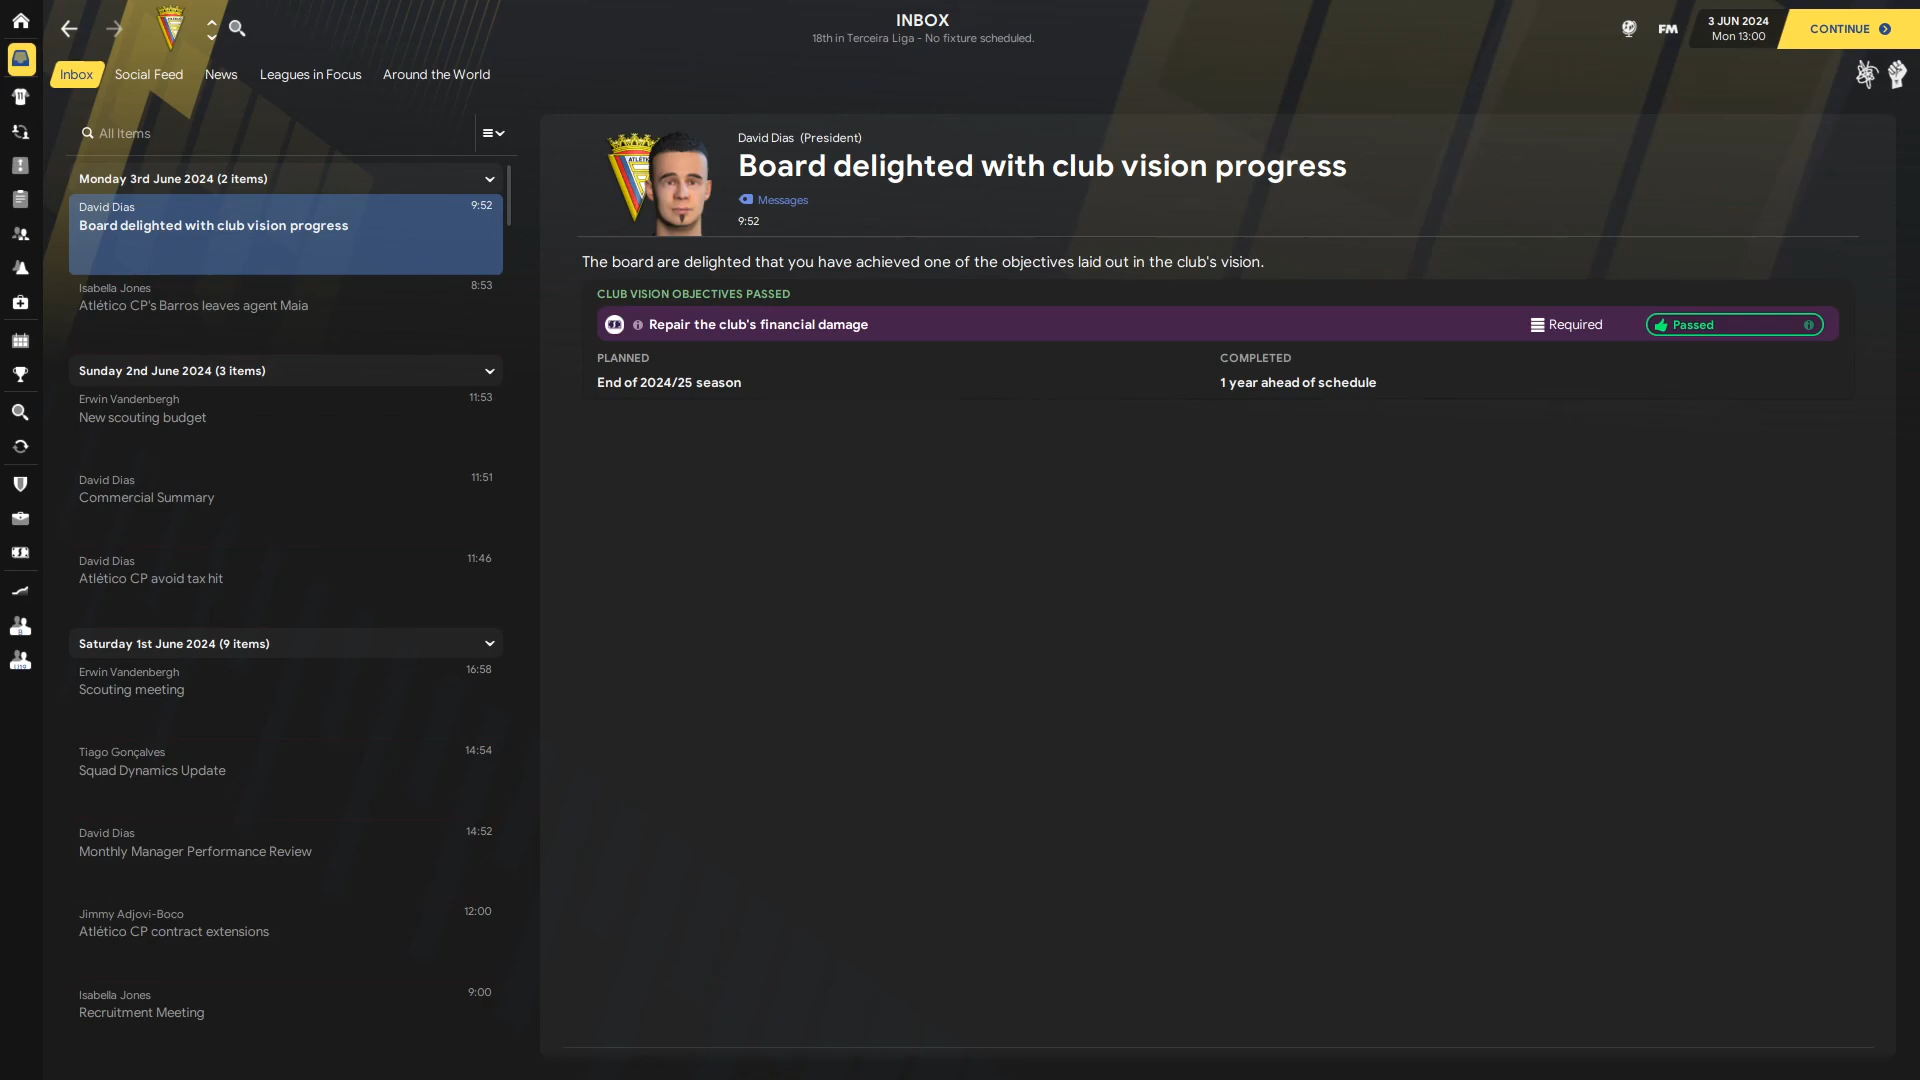 INBOX
18th in Terceira Liga - No fixture scheduled.
FM
3 JUN 2024
Mon 13:00
CONTINUE
Inbox
Social Feed
News
Leagues in Focus
Around the World
All Items
Monday 3rd June 2024 (2 items)
David Dias
9:52
Board delighted with club vision progress
Isabella Jones
8:53
Atlético CP's Barros leaves agent Maia
Sunday 2nd June 2024 (3 items)
Erwin Vandenbergh
11:53
New scouting budget
David Dias
11:51
Commercial Summary
David Dias
11:46
Atlético CP avoid tax hit
Saturday 1st June 2024 (9 items)
Erwin Vandenbergh
16:58
Scouting meeting
Tiago Gonçalves
14:54
Squad Dynamics Update
David Dias
14:52
Monthly Manager Performance Review
Jimmy Adjovi-Boco
12:00
Atlético CP contract extensions
Isabella Jones
9:00
Recruitment Meeting
David Dias (President)
Board delighted with club vision progress
Messages
9:52
The board are delighted that you have achieved one of the objectives laid out in the club's vision.
CLUB VISION OBJECTIVES PASSED
Repair the club's financial damage
Required
Passed
PLANNED
COMPLETED
End of 2024/25 season
1 year ahead of schedule